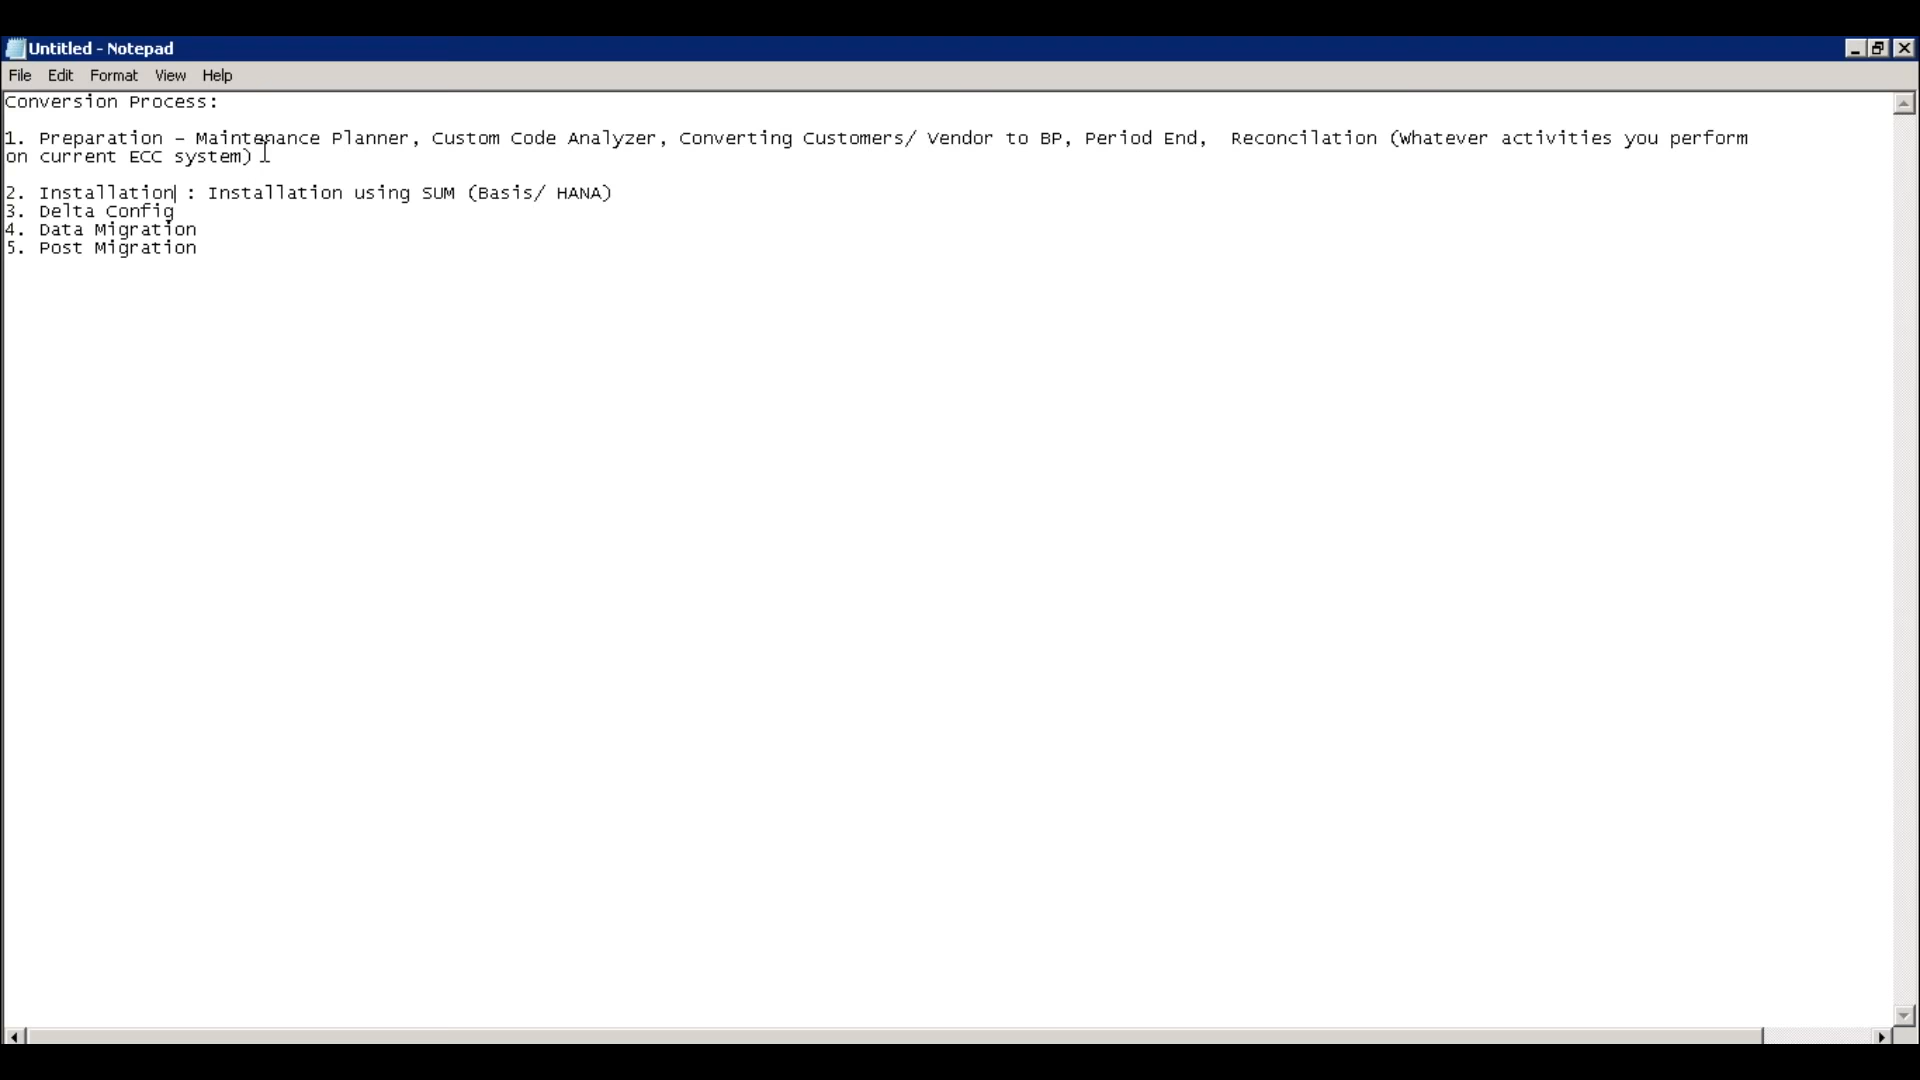 Untitled - Notepad
File Edit Format View Help
Conversion Process:
1. Preparation - Maintenance Planner, Custom Code Analyzer, Converting Customers/ Vendor to BP, Period End,  Reconcilation (Whatever activities you perform
on current ECC system)
2. Installation : Installation using SUM (Basis/ HANA)
3. Delta Config
4. Data Migration
5. Post Migration